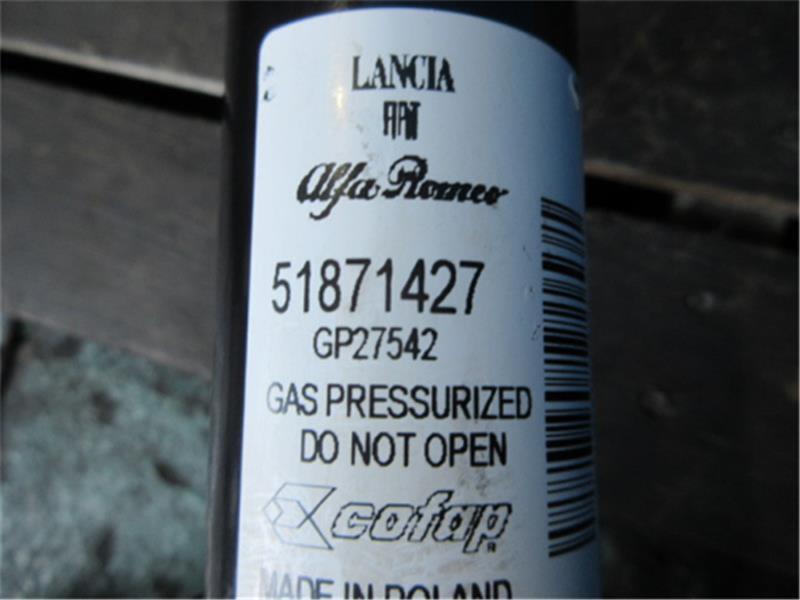 LANCIA
FIAT
Alfa Romeo
51871427
GP27542
GAS PRESSURIZED
DO NOT OPEN
cofap
MADE IN POLAND